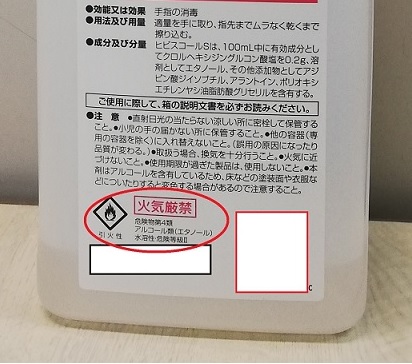 ●効能又は効果 手指の消毒
●用法及び用量 適量を手に取り、指先までムラなく乾くまで
擦り込む。
●成分及び分量 ヒビスコールSは、100mL中に有効成分とし
てクロルヘキシジングルコン酸塩を0.2g、溶
剤としてエタノール、その他添加物としてアジ
ピン酸ジイソブチル、アラントイン、ポリオキシ
エチレンヤシ油脂肪酸グリセリルを含有する。
ご使用に際して、箱の説明文書を必ずお読みください。
●注 意 ●直射日光の当たらない涼しい所に密栓して保管する
こと。●小児の手の届かない所に保管すること。●他の容器(専
用の容器を除く)に入れ替えないこと。(誤用の原因になったり
品質が変わる。)●取扱う場合、換気を十分行うこと。●火気に近
づけないこと。●使用期限が過ぎた製品は、使用しないこと。●本
剤はアルコールを含有しているため、床などの塗装面や衣服な
どについたりすると変色する場合があるので注意すること。
火気厳禁
危険物第4類
アルコール類(エタノール)
水溶性・危険等級Ⅱ
引火性